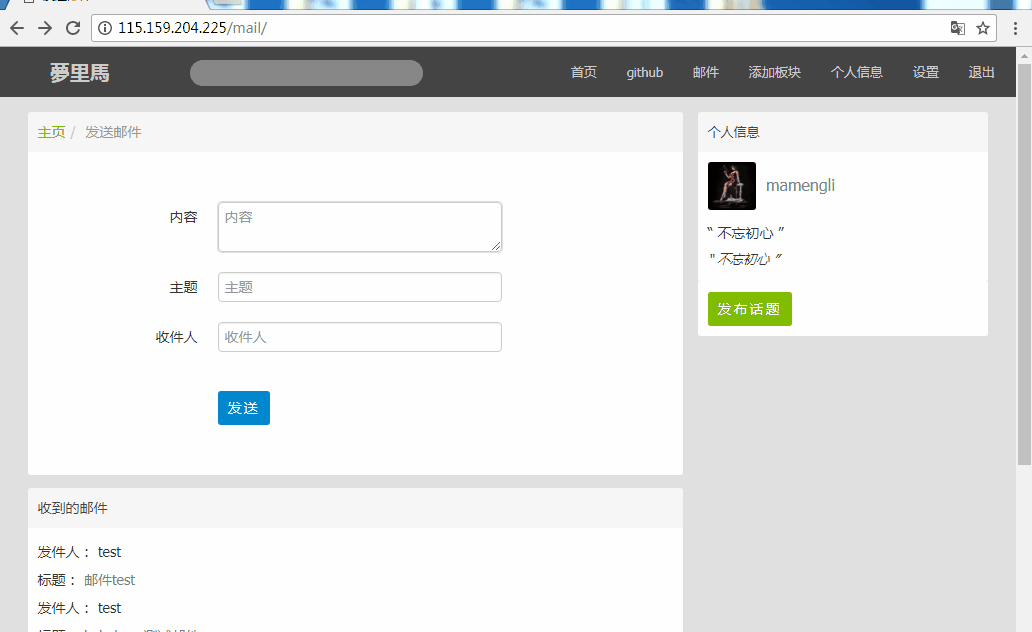 115.159.204.225/mail/
夢里馬
首页 github 邮件 添加板块 个人信息 设置 退出
主页 / 发送邮件
内容 内容
主题 主题
收件人 收件人
发送
个人信息
mamengli
“ 不忘初心 ”
" 不忘初心 ”
发布话题
收到的邮件
发件人： test
标题： 邮件test
发件人： test